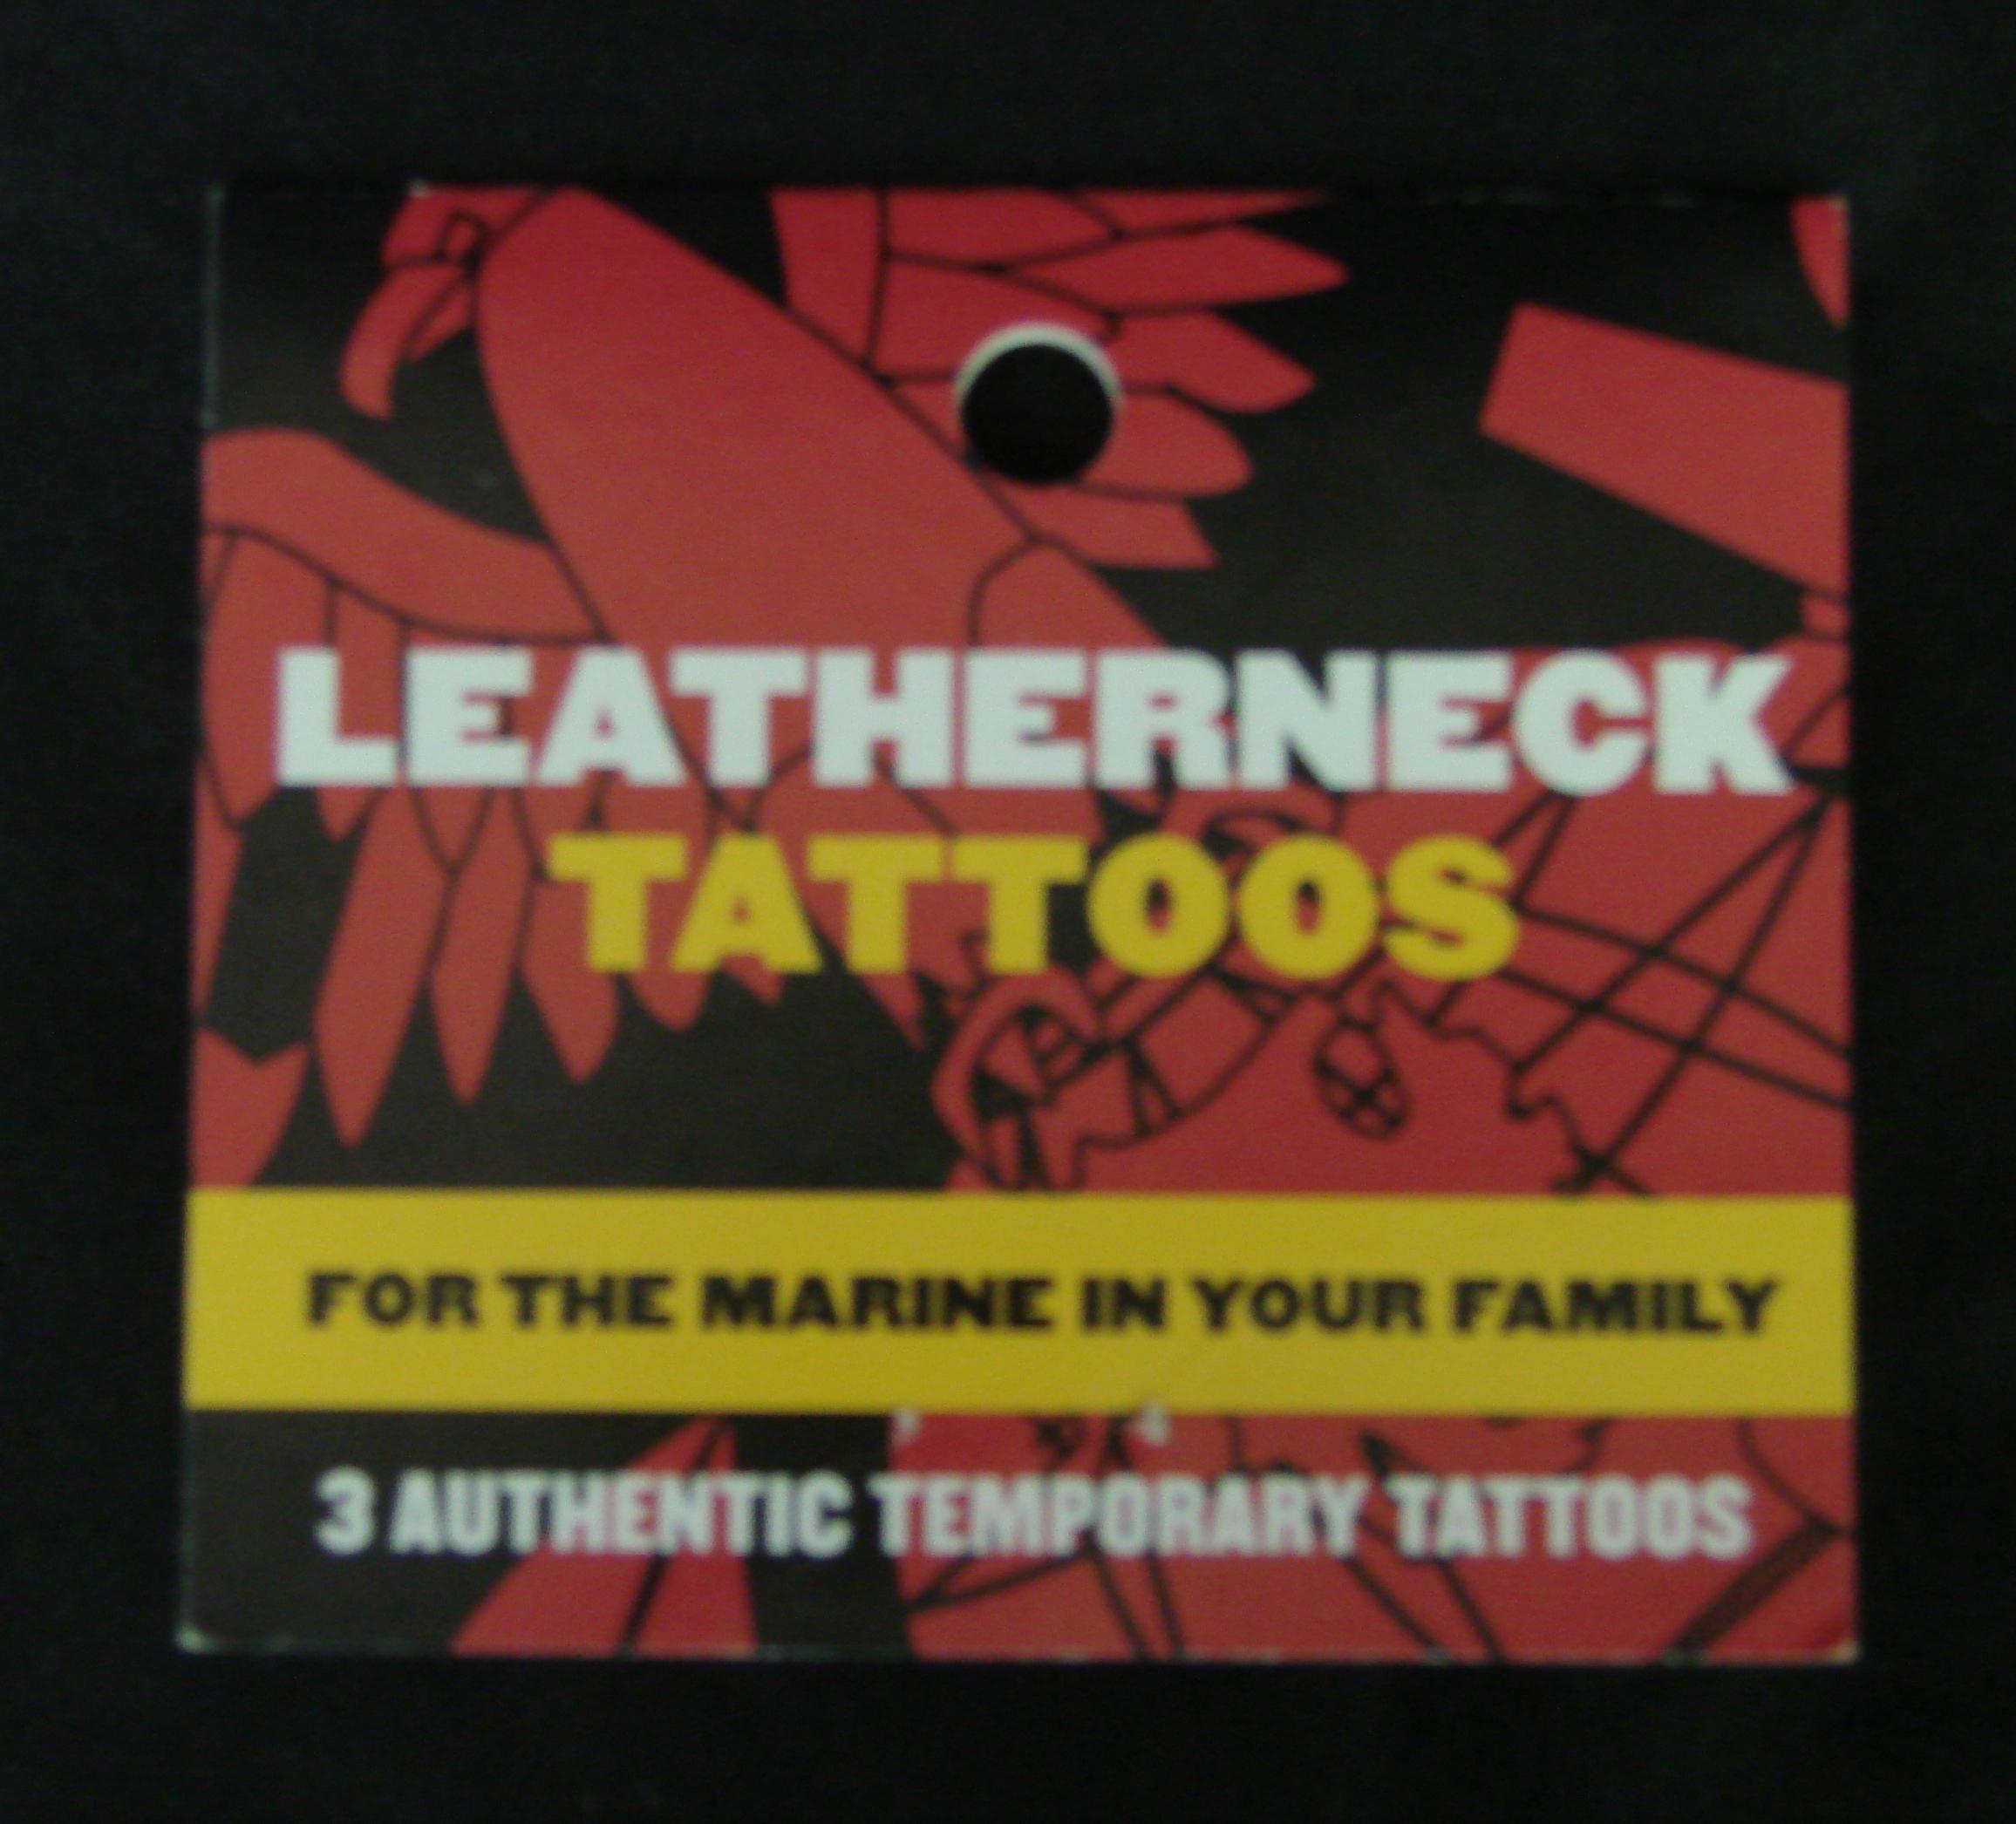 LEATHERNECK
TATTOOS
FOR THE MARINE IN YOUR FAMILY
3 AUTHENTIC TEMPORARY TATTOOS